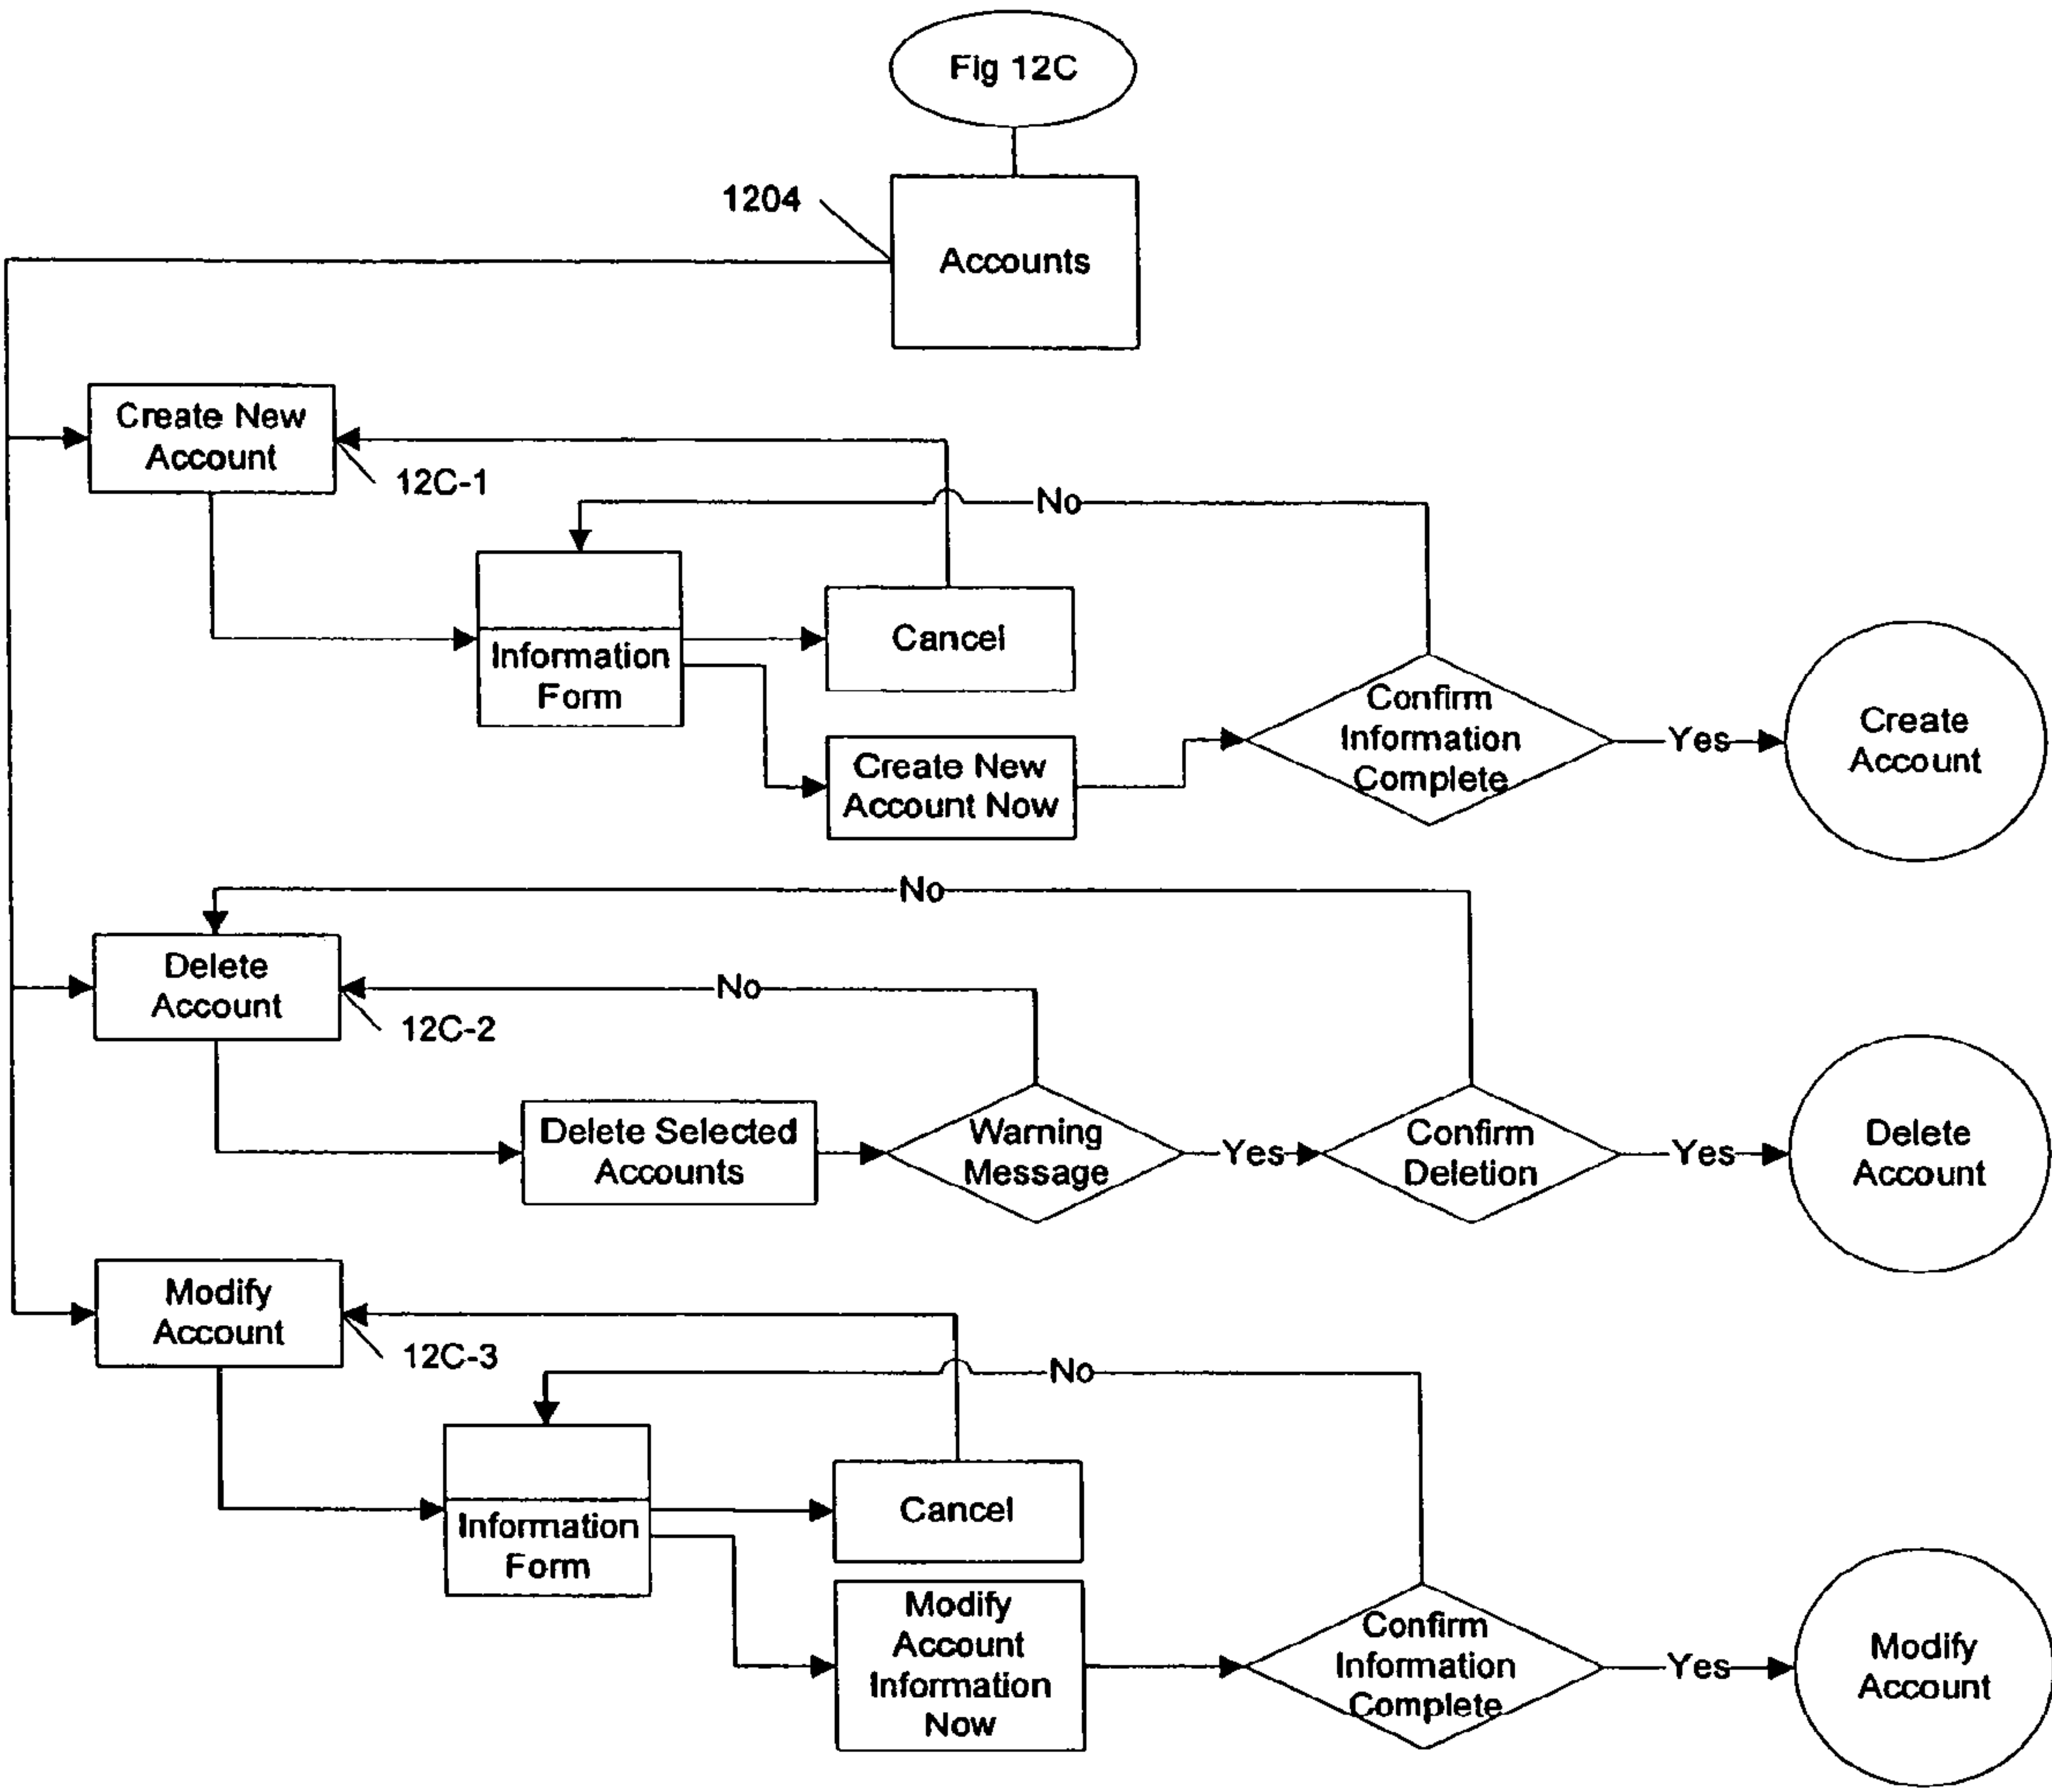 Fig 12C
1204
Accounts
Create New
Account
12C-1
No
Information
Form
Cancel
Create New
Account Now
Confirm
Information
Complete
Yes
Create
Account
No
Delete
Account
No
12C-2
Delete Selected
Accounts
Warning
Message
Yes
Confirm
Deletion
Yes
Delete
Account
Modify
Account
12C-3
No
Information
Form
Cancel
Modify
Account
Information
Now
Confirm
Information
Complete
Yes
Modify
Account